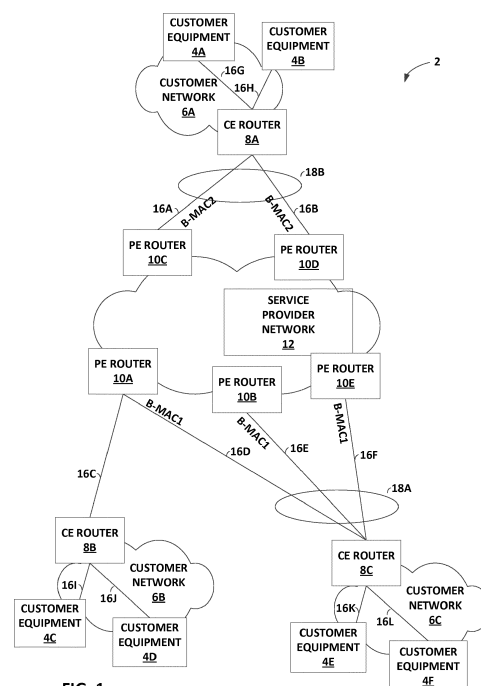 CUSTOMER
EQUIPMENT
4A
CUSTOMER
EQUIPMENT
4B
2
16G
16H
CUSTOMER
NETWORK
6A
CE ROUTER
8A
18B
16A
B-MAC2
B-MAC2
16B
PE ROUTER
10C
PE ROUTER
10D
SERVICE
PROVIDER
NETWORK
12
PE ROUTER
10A
PE ROUTER
10B
PE ROUTER
10E
B-MAC1
B-MAC1
B-MAC1
16C
16D
16E
16F
18A
CE ROUTER
8B
CE ROUTER
8C
CUSTOMER
NETWORK
6B
CUSTOMER
NETWORK
6C
16I
16J
16K
16L
CUSTOMER
EQUIPMENT
4C
CUSTOMER
EQUIPMENT
4D
CUSTOMER
EQUIPMENT
4E
CUSTOMER
EQUIPMENT
4F
FIG. 1